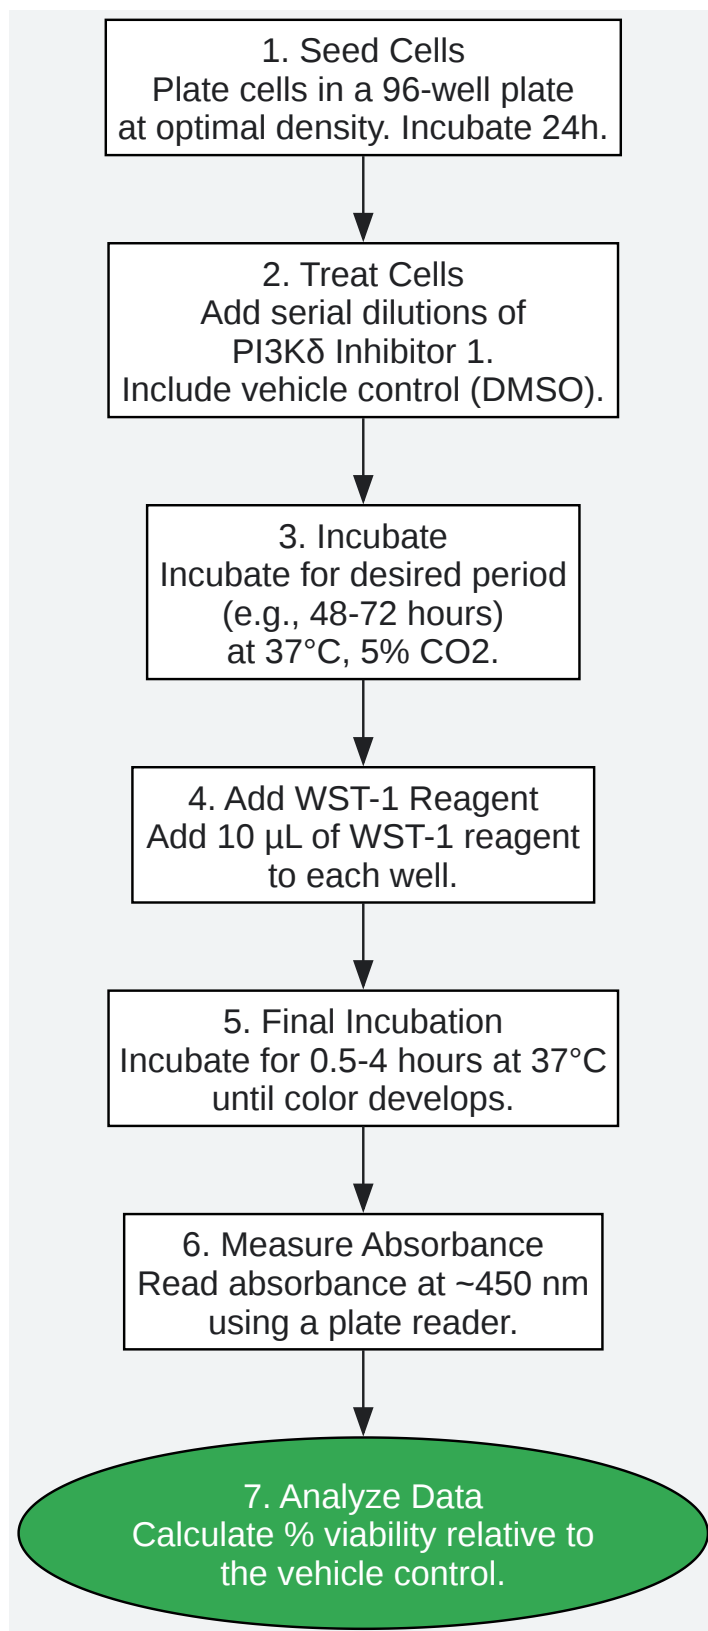 1. Seed Cells
Plate cells in a 96-well plate
at optimal density. Incubate 24h.
2. Treat Cells
Add serial dilutions of
PI3Kδ Inhibitor 1.
Include vehicle control (DMSO).
3. Incubate
Incubate for desired period
(e.g., 48-72 hours)
at 37°C, 5% CO2.
4. Add WST-1 Reagent
Add 10 µL of WST-1 reagent
to each well.
5. Final Incubation
Incubate for 0.5-4 hours at 37°C
until color develops.
6. Measure Absorbance
Read absorbance at ~450 nm
using a plate reader.
7. Analyze Data
Calculate % viability relative to
the vehicle control.